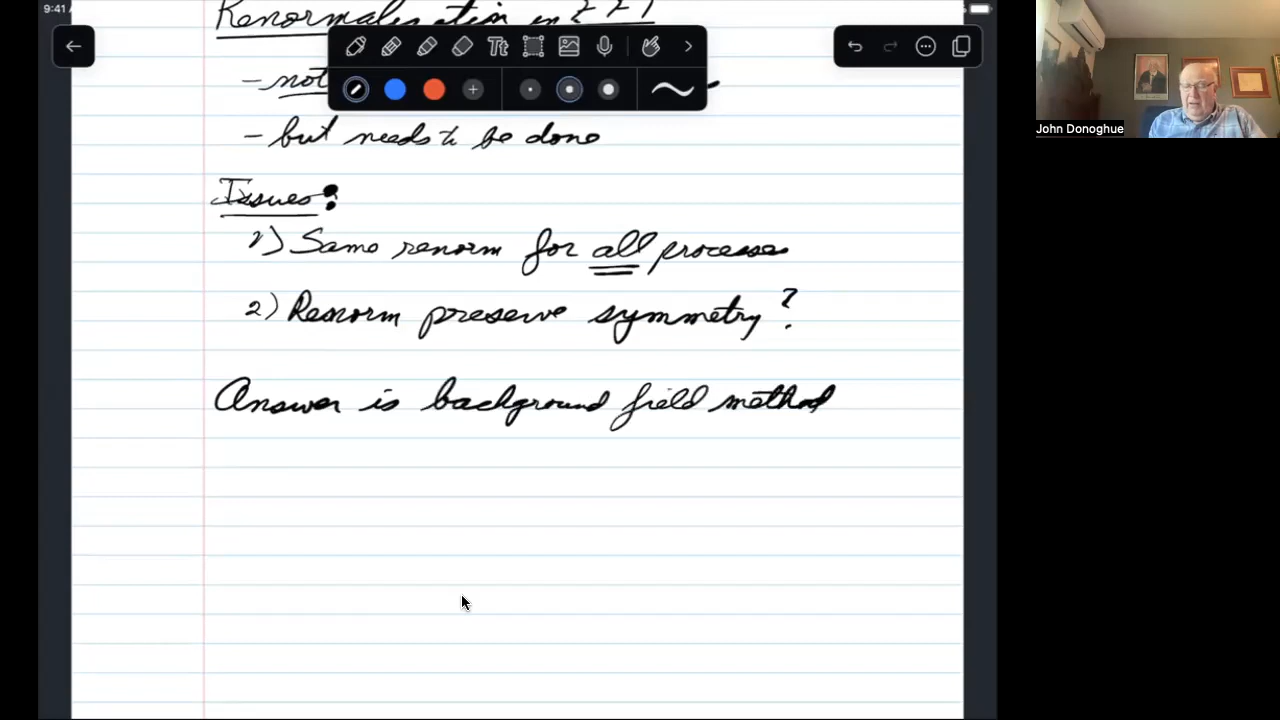 9:41
Renormalization in EFT
Tt
- not
- but needs to be done
John Donoghue
Issues:
1) Same renorm for all processes
2) Renorm preserve symmetry?
Answer is background field method